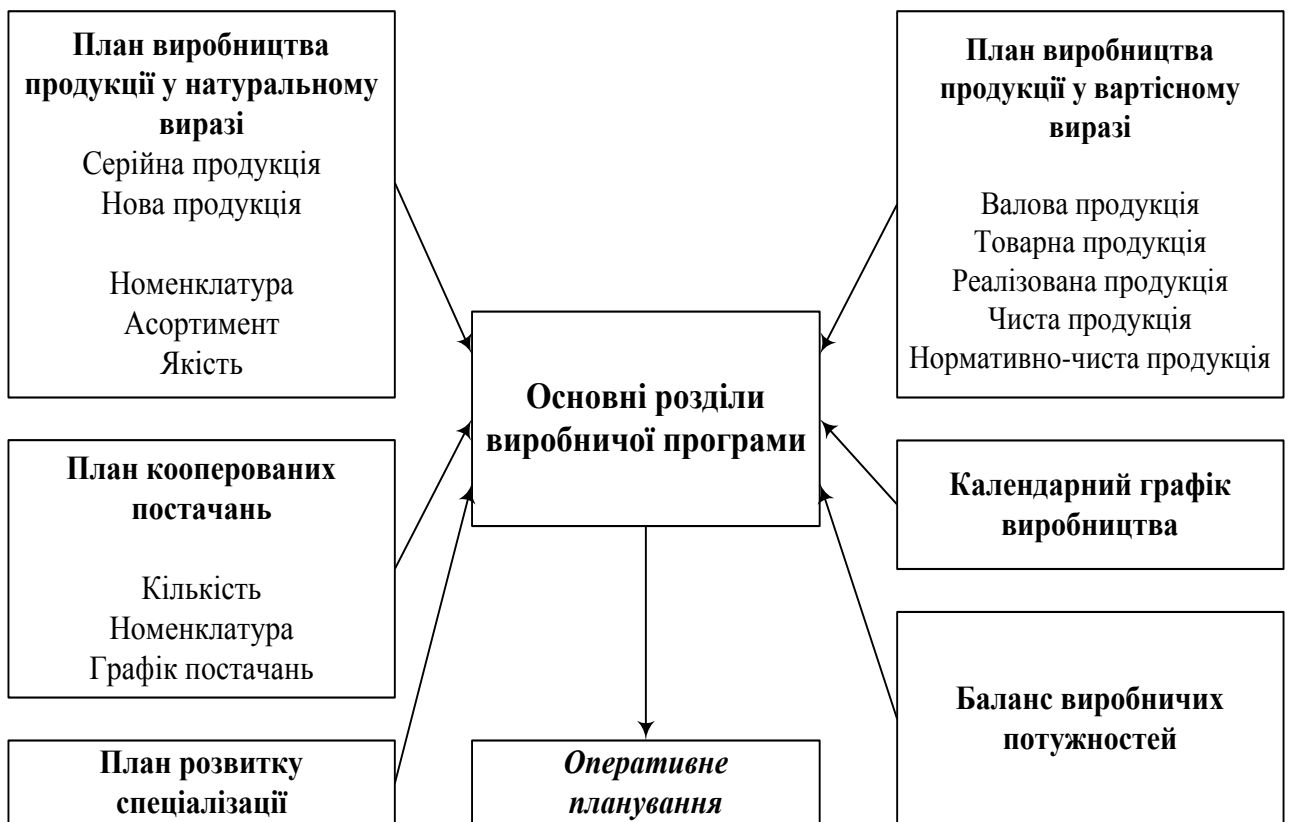 План виробництва
продукції у натуральному
виразі
Серійна продукція
Нова продукція
Номенклатура
Асортимент
Якість
План виробництва
продукції у вартісному
виразі
Валова продукція
Товарна продукція
Реалізована продукція
Чиста продукція
Нормативно-чиста продукція
Основні розділи
виробничої програми
План кооперованих
постачань
Кількість
Номенклатура
Графік постачань
Календарний графік
виробництва
Баланс виробничих
потужностей
План розвитку
спеціалізації
Оперативне
планування